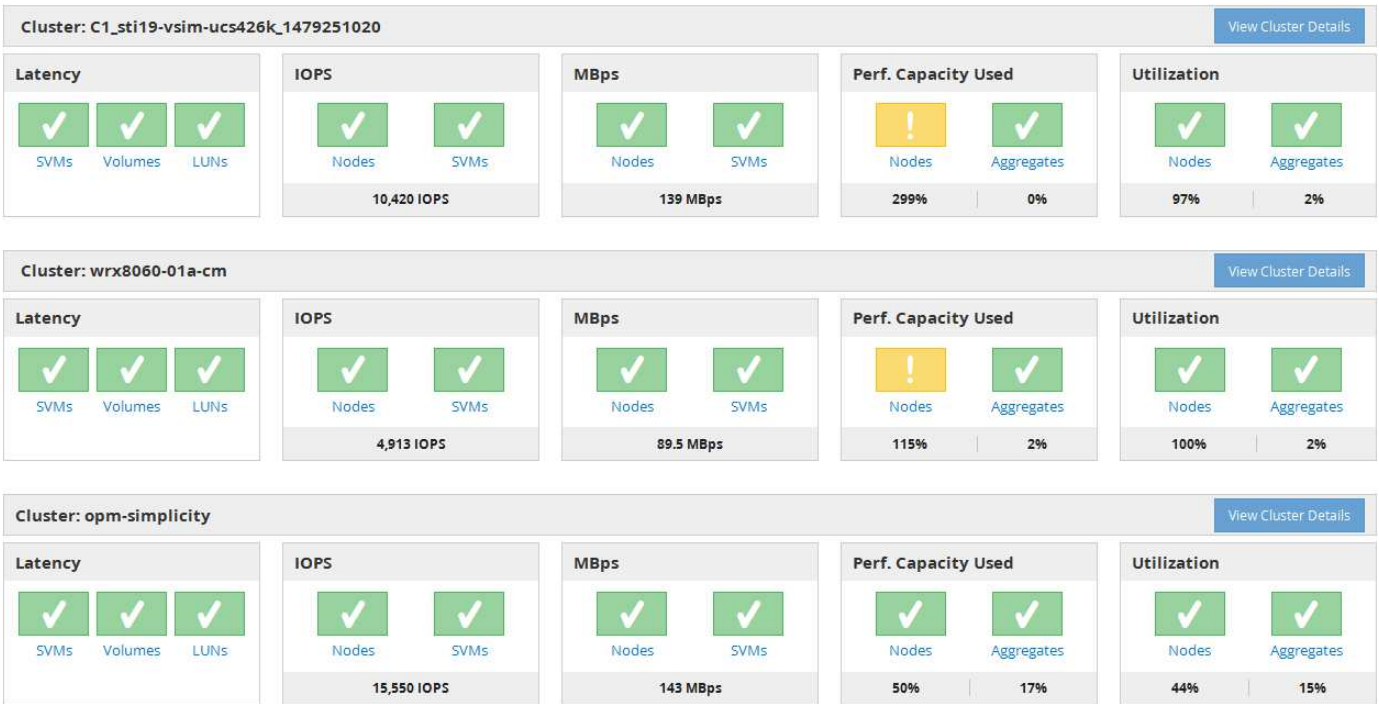 Cluster: C1_sti19-vsim-ucs426k_1479251020 View Cluster Details
Latency IOPS MBps Perf. Capacity Used Utilization
SVMs Volumes LUNs Nodes SVMs Nodes SVMs Nodes Aggregates Nodes Aggregates
10,420 IOPS 139 MBps 299% 0% 97% 2%
Cluster: wrx8060-01a-cm View Cluster Details
Latency IOPS MBps Perf. Capacity Used Utilization
SVMs Volumes LUNs Nodes SVMs Nodes SVMs Nodes Aggregates Nodes Aggregates
4,913 IOPS 89.5 MBps 115% 2% 100% 2%
Cluster: opm-simplicity View Cluster Details
Latency IOPS MBps Perf. Capacity Used Utilization
SVMs Volumes LUNs Nodes SVMs Nodes SVMs Nodes Aggregates Nodes Aggregates
15,550 IOPS 143 MBps 50% 17% 44% 15%